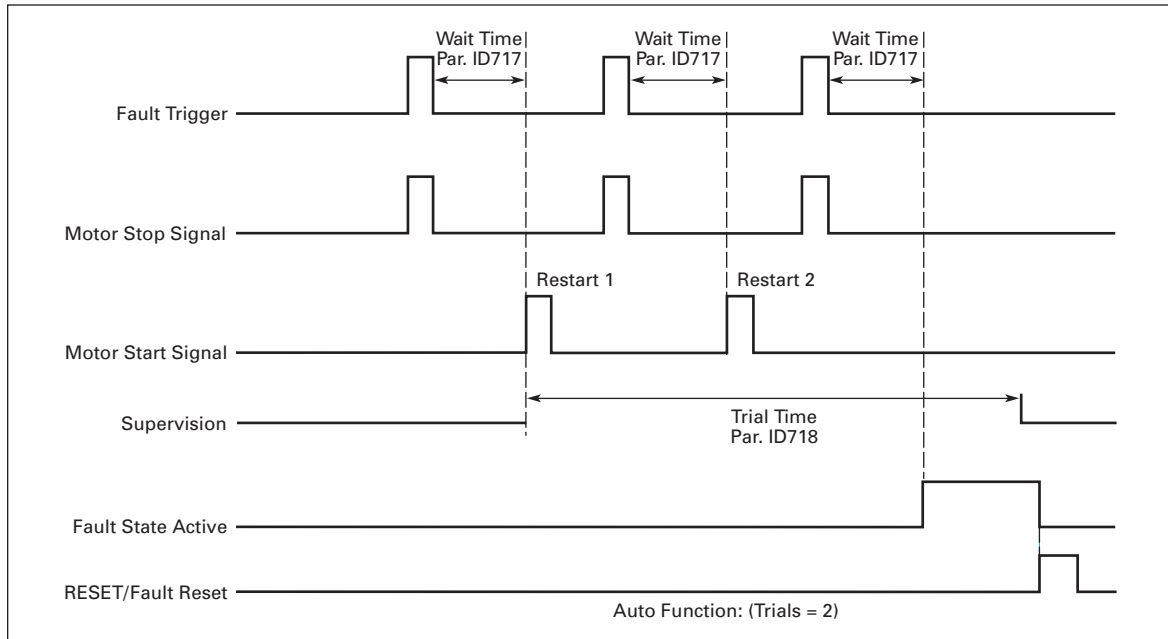 Wait Time
Par. ID717
Wait Time
Par. ID717
Wait Time
Par. ID717
Fault Trigger
Motor Stop Signal
Restart 1
Restart 2
Motor Start Signal
Supervision
Trial Time
Par. ID718
Fault State Active
RESET/Fault Reset
Auto Function: (Trials = 2)